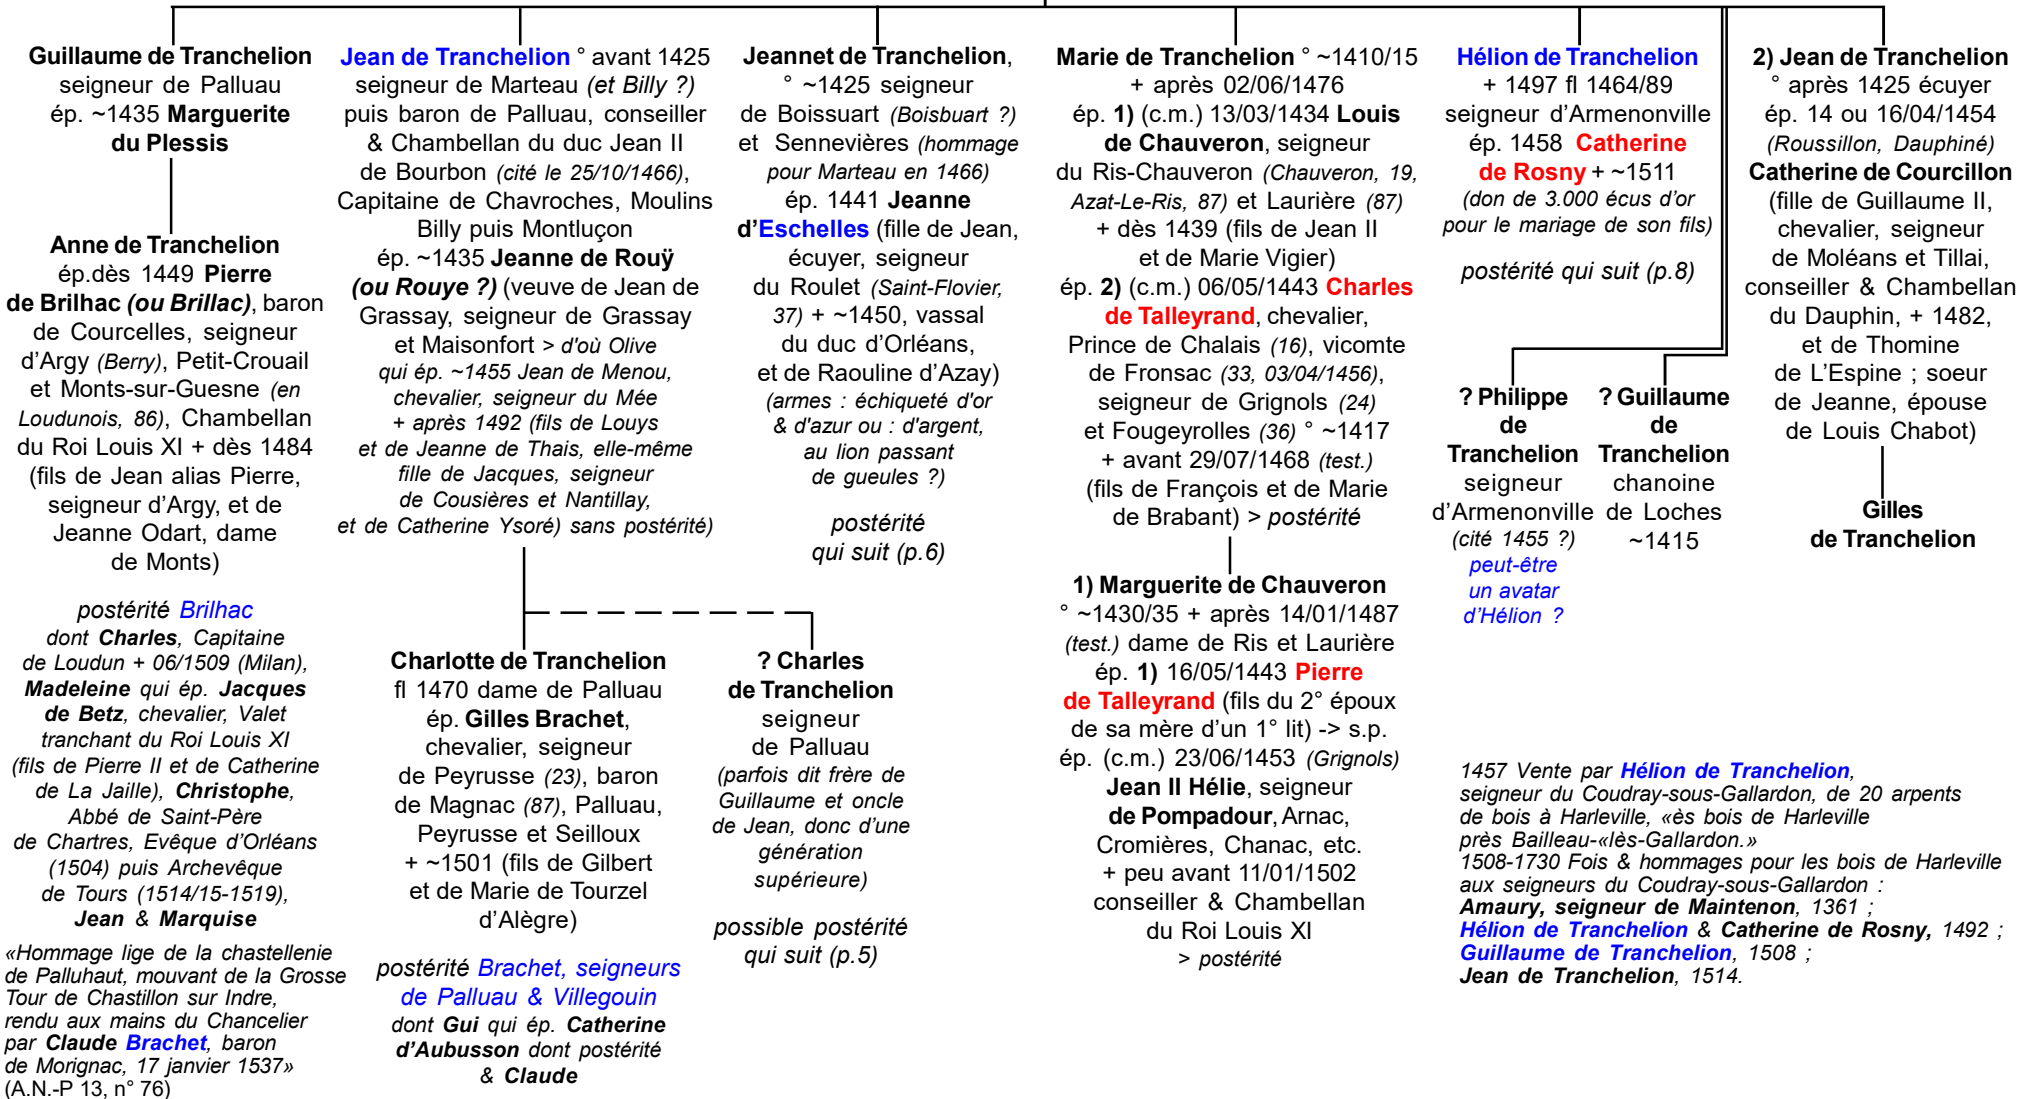 Guillaume de Tranchelion
seigneur de Palluau
ép. ~1435 Marguerite
du Plessis
Anne de Tranchelion
ép.dès 1449 Pierre
de Brilhac (ou Brillac), baron
de Courcelles, seigneur
d'Argy (Berry), Petit-Crouail
et Monts-sur-Guesne (en
Loudunois, 86), Chambellan
du Roi Louis XI + dès 1484
(fils de Jean alias Pierre,
seigneur d'Argy, et de
Jeanne Odart, dame
de Monts)
postérité Brilhac
dont Charles, Capitaine
de Loudun + 06/1509 (Milan),
Madeleine qui ép. Jacques
de Betz, chevalier, Valet
tranchant du Roi Louis XI
(fils de Pierre II et de Catherine
de La Jaille), Christophe,
Abbé de Saint-Père
de Chartres, Evêque d'Orléans
(1504) puis Archevêque
de Tours (1514/15-1519),
Jean & Marquise
«Hommage lige de la chastellenie
de Palluhaut, mouvant de la Grosse
Tour de Chastillon sur Indre,
rendu aux mains du Chancelier
par Claude Brachet, baron
de Morignac, 17 janvier 1537»
(A.N.-P 13, n° 76)
Jean de Tranchelion ° avant 1425
seigneur de Marteau (et Billy ?)
puis baron de Palluau, conseiller
& Chambellan du duc Jean II
de Bourbon (cité le 25/10/1466),
Capitaine de Chavroches, Moulins
Billy puis Montluçon
ép. ~1435 Jeanne de Rouÿ
(ou Rouye ?) (veuve de Jean de
Grassay, seigneur de Grassay
et Maisonfort > d'où Olive
qui ép. ~1455 Jean de Menou,
chevalier, seigneur du Mée
+ après 1492 (fils de Louys
et de Jeanne de Thais, elle-même
fille de Jacques, seigneur
de Cousières et Nantillay,
et de Catherine Ysoré) sans postérité)
Charlotte de Tranchelion
fl 1470 dame de Palluau
ép. Gilles Brachet,
chevalier, seigneur
de Peyrusse (23), baron
de Magnac (87), Palluau,
Peyrusse et Seilloux
+ ~1501 (fils de Gilbert
et de Marie de Tourzel
d'Alègre)
postérité Brachet, seigneurs
de Palluau & Villegouin
dont Gui qui ép. Catherine
d'Aubusson dont postérité
& Claude
? Charles
de Tranchelion
seigneur
de Palluau
(parfois dit frère de
Guillaume et oncle
de Jean, donc d'une
génération
supérieure)
possible postérité
qui suit (p.5)
Jeannet de Tranchelion,
° ~1425 seigneur
de Boissuart (Boisbuart ?)
et Sennevières (hommage
pour Marteau en 1466)
ép. 1441 Jeanne
d'Eschelles (fille de Jean,
écuyer, seigneur
du Roulet (Saint-Flovier,
37) + ~1450, vassal
du duc d'Orléans,
et de Raouline d'Azay)
(armes : échiqueté d'or
& d'azur ou : d'argent,
au lion passant
de gueules ?)
postérité
qui suit (p.6)
Marie de Tranchelion ° ~1410/15
+ après 02/06/1476
ép. 1) (c.m.) 13/03/1434 Louis
de Chauveron, seigneur
du Ris-Chauveron (Chauveron, 19,
Azat-Le-Ris, 87) et Laurière (87)
+ dès 1439 (fils de Jean II
et de Marie Vigier)
ép. 2) (c.m.) 06/05/1443 Charles
de Talleyrand, chevalier,
Prince de Chalais (16), vicomte
de Fronsac (33, 03/04/1456),
seigneur de Grignols (24)
et Fougeyrolles (36) ° ~1417
+ avant 29/07/1468 (test.)
(fils de François et de Marie
de Brabant) > postérité
1) Marguerite de Chauveron
° ~1430/35 + après 14/01/1487
(test.) dame de Ris et Laurière
ép. 1) 16/05/1443 Pierre
de Talleyrand (fils du 2° époux
de sa mère d'un 1° lit) -> s.p.
ép. (c.m.) 23/06/1453 (Grignols)
Jean II Hélie, seigneur
de Pompadour, Arnac,
Cromières, Chanac, etc.
+ peu avant 11/01/1502
conseiller & Chambellan
du Roi Louis XI
> postérité
Hélion de Tranchelion
+ 1497 fl 1464/89
seigneur d'Armenonville
ép. 1458 Catherine
de Rosny + ~1511
(don de 3.000 écus d'or
pour le mariage de son fils)
postérité qui suit (p.8)
? Philippe
de
Tranchelion
seigneur
d'Armenonville
(cité 1455 ?)
peut-être
un avatar
d'Hélion ?
? Guillaume
de
Tranchelion
chanoine
de Loches
~1415
2) Jean de Tranchelion
° après 1425 écuyer
ép. 14 ou 16/04/1454
(Roussillon, Dauphiné)
Catherine de Courcillon
(fille de Guillaume II,
chevalier, seigneur
de Moléans et Tillai,
conseiller & Chambellan
du Dauphin, + 1482,
et de Thomine
de L'Espine ; soeur
de Jeanne, épouse
de Louis Chabot)
Gilles
de Tranchelion
1457 Vente par Hélion de Tranchelion,
seigneur du Coudray-sous-Gallardon, de 20 arpents
de bois à Harleville, «ès bois de Harleville
près Bailleau-«lès-Gallardon.»
1508-1730 Fois & hommages pour les bois de Harleville
aux seigneurs du Coudray-sous-Gallardon :
Amaury, seigneur de Maintenon, 1361 ;
Hélion de Tranchelion & Catherine de Rosny, 1492 ;
Guillaume de Tranchelion, 1508 ;
Jean de Tranchelion, 1514.